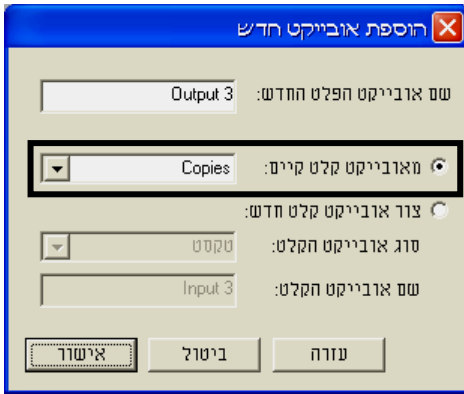 הוספת אובייקט חדש
שם אובייקט הפלט החדש: Output 3
מאובייקט קלט קיים: Copies
צור אובייקט קלט חדש:
סוג אובייקט הקלט: טקסט
שם אובייקט הקלט: Input 3
עזרה ביטול אישור